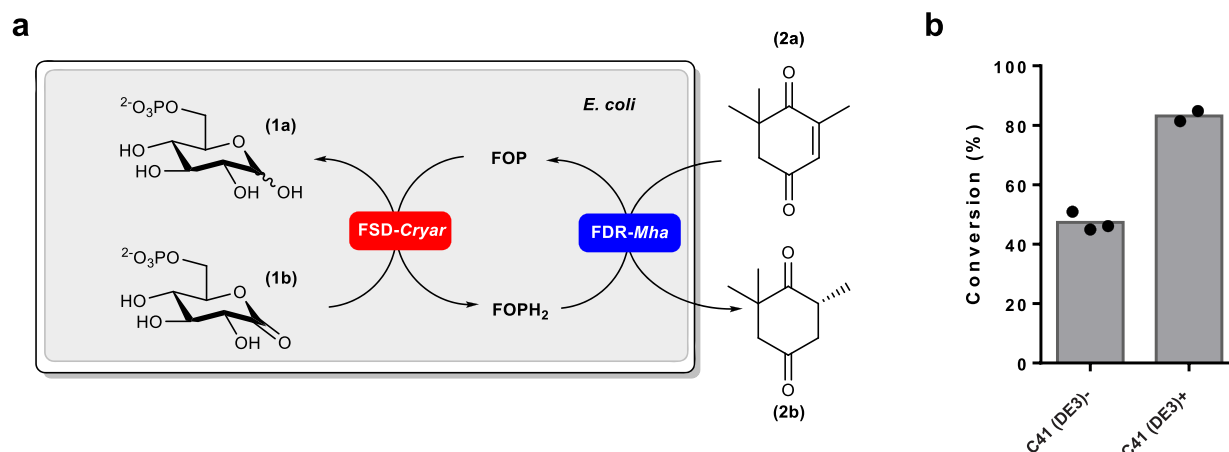 a
b
(2a)
E. coli
2-O₃PO
O
(1a)
HO
HO
OH
OH
FOP
O
O
FSD-Cryar
FDR-Mha
2-O₃PO
O
(1b)
HO
HO
OH
O
FOPH₂
O
O
(2b)
Conversion (%)
100
80
60
40
20
0
C41 (DE3)-
C41 (DE3)+